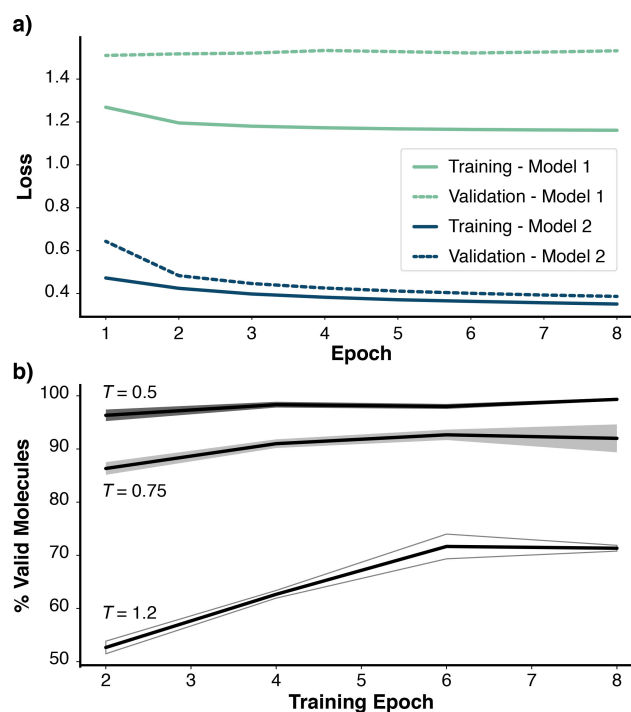 a)
1.4
1.2
1.0
0.8
0.6
0.4
Loss
Training - Model 1
Validation - Model 1
Training - Model 2
Validation - Model 2
1 2 3 4 5 6 7 8
Epoch
b)
100
90
80
70
60
50
% Valid Molecules
T = 0.5
T = 0.75
T = 1.2
2 3 4 5 6 7 8
Training Epoch